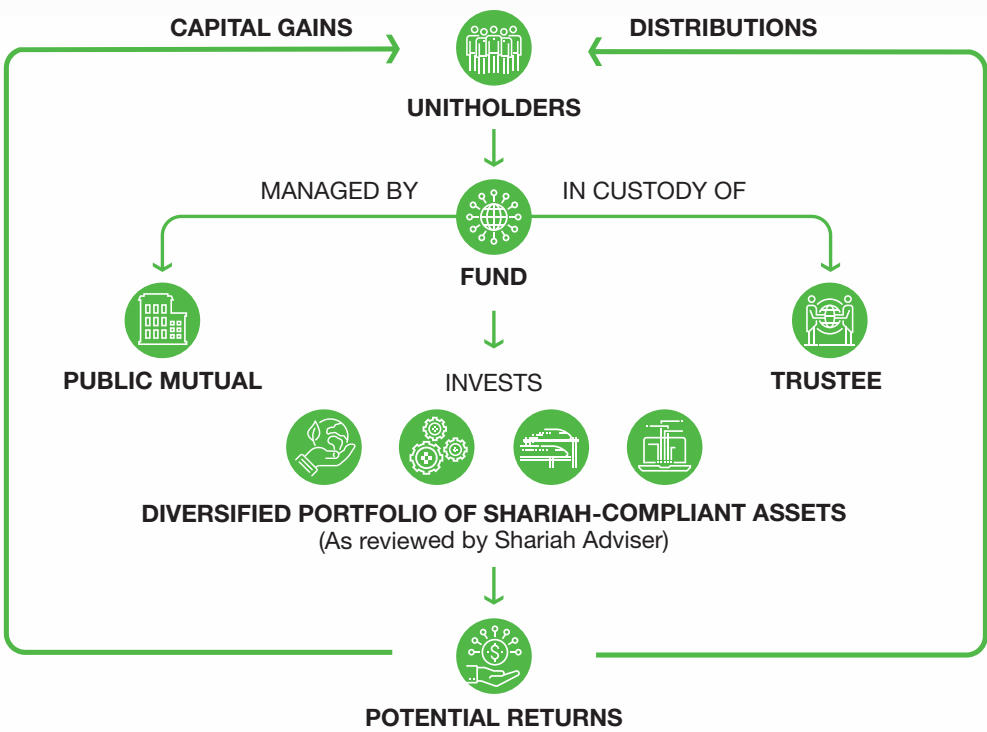 CAPITAL GAINS
DISTRIBUTIONS
UNITHOLDERS
MANAGED BY
IN CUSTODY OF
FUND
PUBLIC MUTUAL
INVESTS
TRUSTEE
DIVERSIFIED PORTFOLIO OF SHARIAH-COMPLIANT ASSETS
(As reviewed by Shariah Adviser)
$
POTENTIAL RETURNS